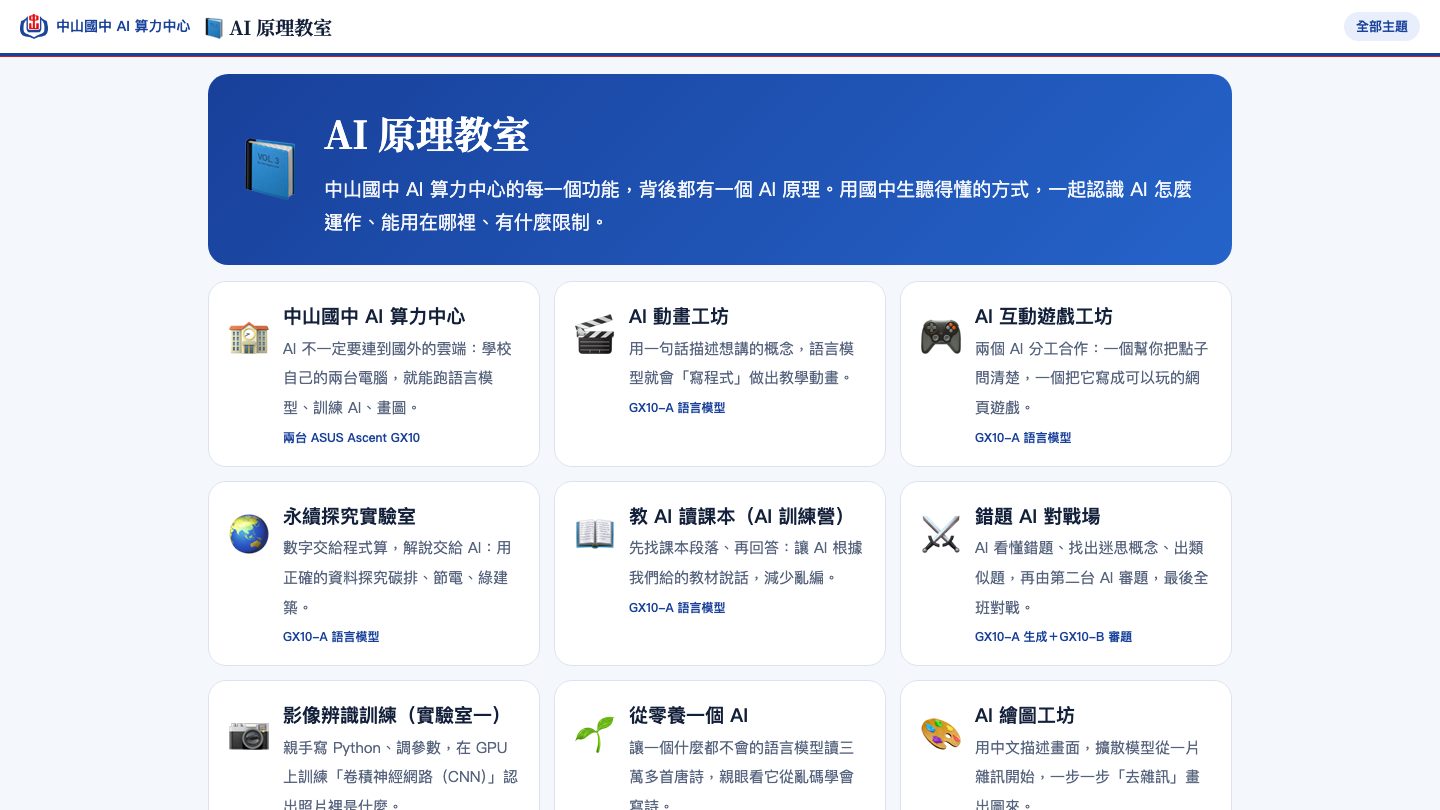 中山國中 AI 算力中心
AI 原理教室
全部主題
VOL.3
AI 原理教室
中山國中 AI 算力中心的每一個功能，背後都有一個 AI 原理。用國中生聽得懂的方式，一起認識 AI 怎麼
運作、能用在哪裡、有什麼限制。
中山國中 AI 算力中心
AI 不一定要連到國外的雲端：學校
自己的兩台電腦，就能跑語言模
型、訓練 AI、畫圖。
兩台 ASUS Ascent GX10
AI 動畫工坊
用一句話描述想講的概念，語言模
型就會「寫程式」做出教學動畫。
GX10-A 語言模型
AI 互動遊戲工坊
兩個 AI 分工合作：一個幫你把點子
問清楚，一個把它寫成可以玩的網
頁遊戲。
GX10-A 語言模型
永續探究實驗室
數字交給程式算，解說交給 AI：用
正確的資料探究碳排、節電、綠建
築。
GX10-A 語言模型
教 AI 讀課本（AI 訓練營）
先找課本段落、再回答：讓 AI 根據
我們給的教材說話，減少亂編。
GX10-A 語言模型
錯題 AI 對戰場
AI 看懂錯題、找出迷思概念、出類
似題，再由第二台 AI 審題，最後全
班對戰。
GX10-A 生成＋GX10-B 審題
影像辨識訓練（實驗室一）
親手寫 Python、調參數，在 GPU
上訓練「卷積神經網路（CNN）」認
出照片裡是什麼。
從零養一個 AI
讓一個什麼都不會的語言模型讀三
萬多首唐詩，親眼看它從亂碼學會
寫詩。
AI 繪圖工坊
用中文描述畫面，擴散模型從一片
雜訊開始，一步一步「去雜訊」畫
出圖來。